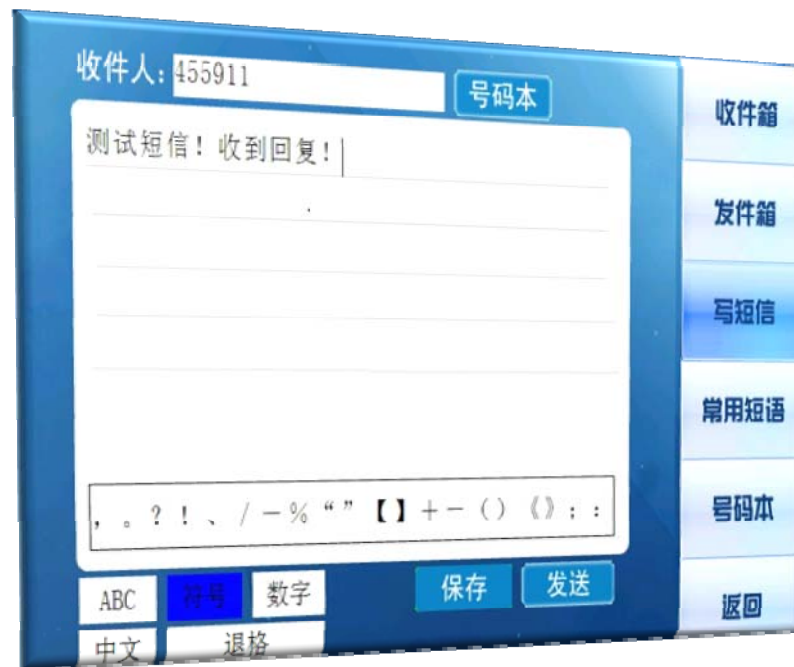 收件人: 455911
号码本
测试短信！收到回复！
，。？！、/－％“”【】＋－（）《》；：
ABC
符号
数字
保存
发送
中文
退格
收件箱
发件箱
写短信
常用短语
号码本
返回